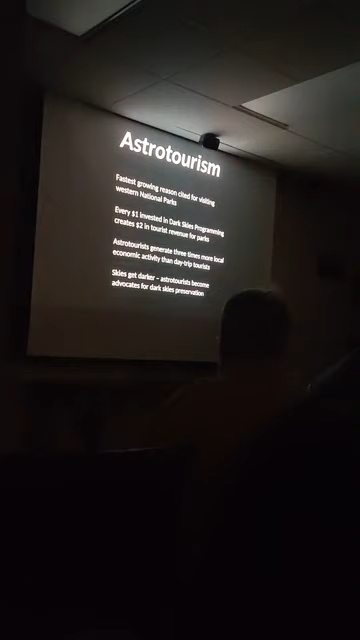 Astrotourism
Fastest growing reason cited for visiting
western National Parks
Every $1 invested in Dark Skies Programming
creates $2 in tourist revenue for parks
Astrotourists generate three times more local
economic activity than day-trip tourists
Skies get darker – astrotourists become
advocates for dark skies preservation